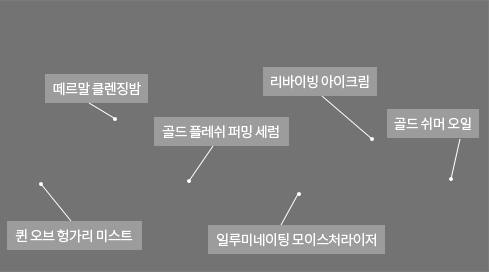 떼르말 클렌징밤
리바이빙 아이크림
골드 플레쉬 퍼밍 세럼
골드 쉬머 오일
퀸 오브 헝가리 미스트
일루미네이팅 모이스처라이저